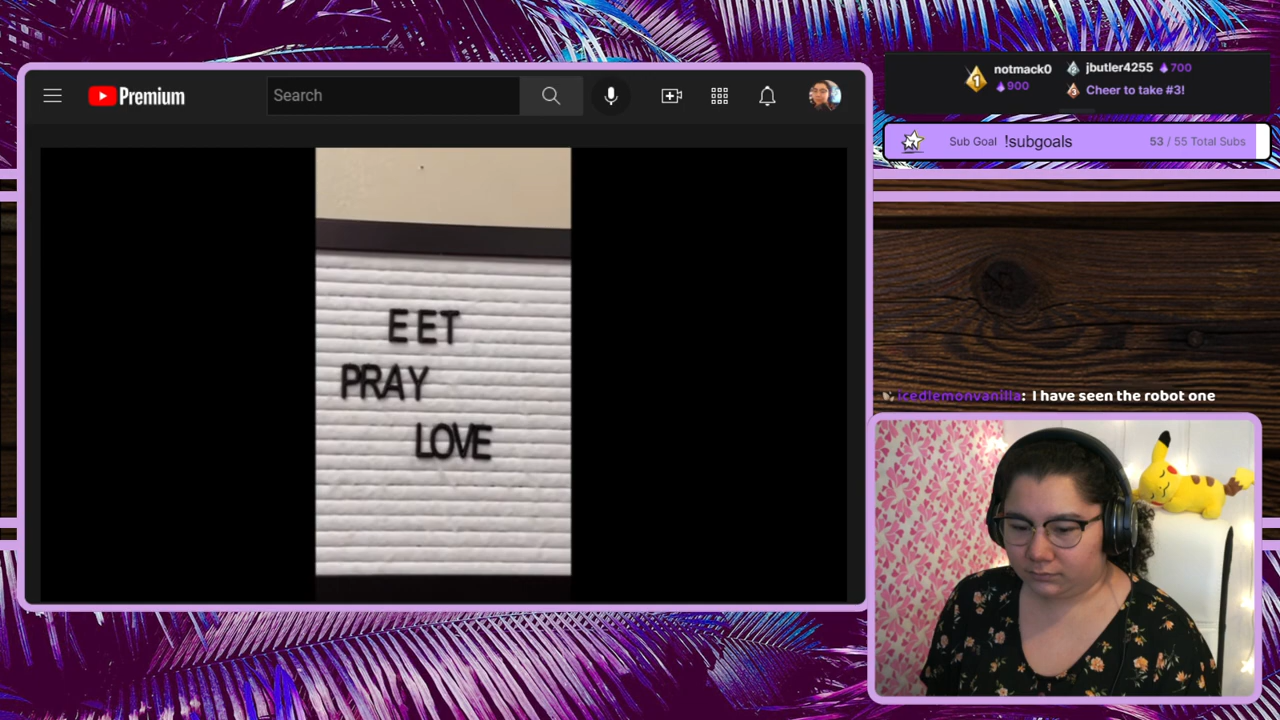 Premium
Search
notmack0
900
jbutler4255 700
Cheer to take #3!
Sub Goal !subgoals 53 / 55 Total Subs
EET
PRAY
LOVE
icedlemonvanilla: I have seen the robot one